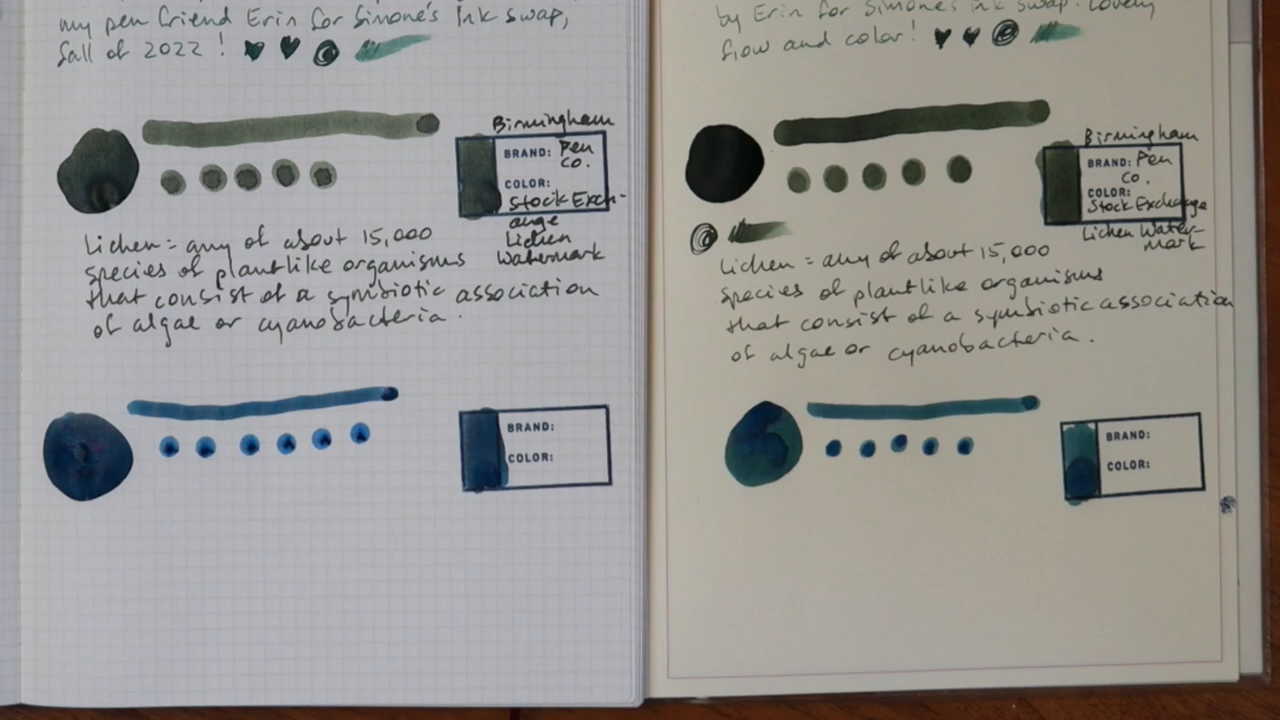 my pen friend Erin for Simone's Ink swap,
fall of 2022!
Birmingham
BRAND: Pen
Co.
COLOR:
Stock Exch-
ange
Lichen
Watermark
Lichen = any of about 15,000
species of plantlike organisms
that consist of a symbiotic association
of algae or cyanobacteria.
BRAND:
COLOR:
by Erin for Simone's ink swap. Lovely
flow and color!
Birmingham
BRAND: Pen
Co.
COLOR:
Stock Exchange
Lichen Water-
mark
Lichen = any of about 15,000
species of plantlike organisms
that consist of a symbiotic association
of algae or cyanobacteria.
BRAND:
COLOR: